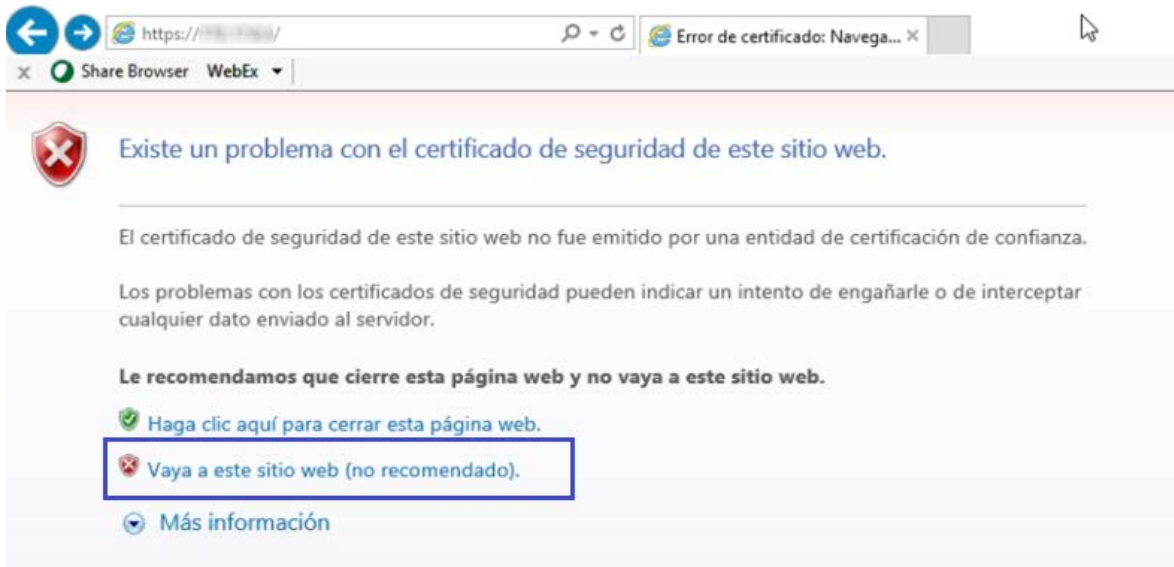 https:// /
Error de certificado: Navega...
x Share Browser WebEx
Existe un problema con el certificado de seguridad de este sitio web.
El certificado de seguridad de este sitio web no fue emitido por una entidad de certificación de confianza.
Los problemas con los certificados de seguridad pueden indicar un intento de engañarle o de interceptar
cualquier dato enviado al servidor.
Le recomendamos que cierre esta página web y no vaya a este sitio web.
Haga clic aquí para cerrar esta página web.
Vaya a este sitio web (no recomendado).
Más información